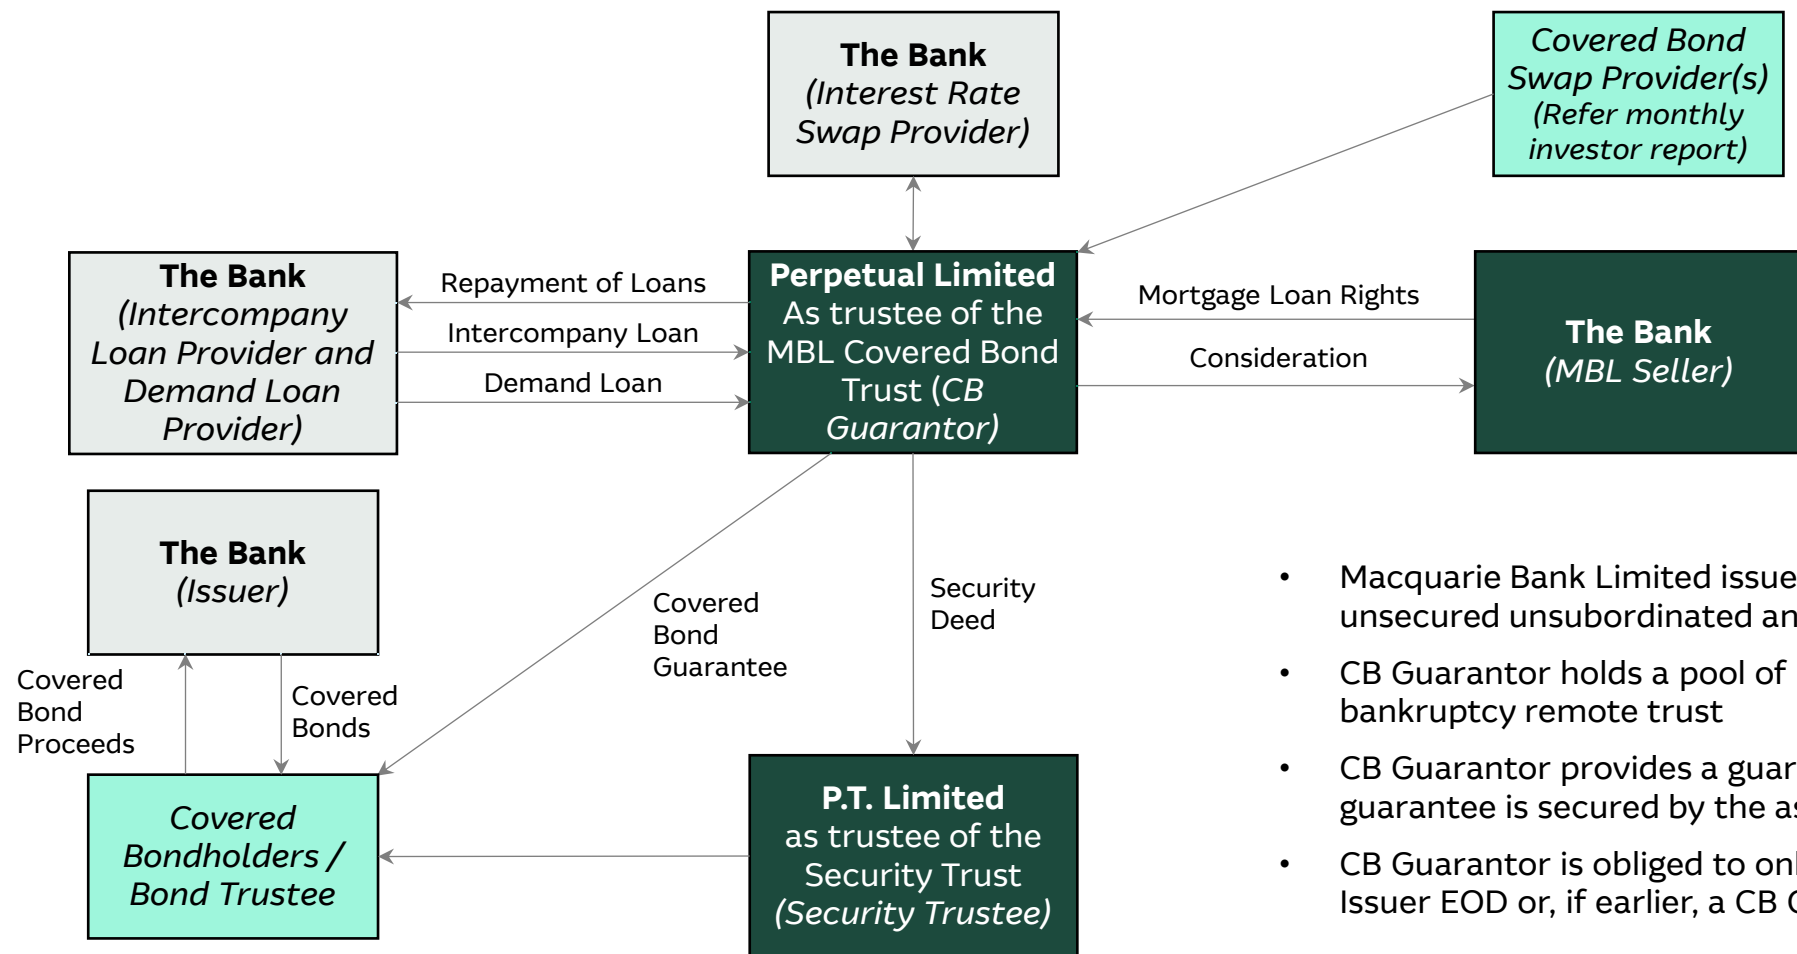 The Bank
(Interest Rate
Swap Provider)
Covered Bond
Swap Provider(s)
(Refer monthly
investor report)
The Bank
(Intercompany
Loan Provider and
Demand Loan
Provider)
Repayment of Loans
Intercompany Loan
Demand Loan
Perpetual Limited
As trustee of the
MBL Covered Bond
Trust (CB
Guarantor)
Mortgage Loan Rights
Consideration
The Bank
(MBL Seller)
The Bank
(Issuer)
Covered
Bond
Proceeds
Covered
Bonds
Covered
Bond
Guarantee
Security
Deed
Covered
Bondholders /
Bond Trustee
P.T. Limited
as trustee of the
Security Trust
(Security Trustee)
• Macquarie Bank Limited issue
unsecured unsubordinated an
• CB Guarantor holds a pool of
bankruptcy remote trust
• CB Guarantor provides a guar
guarantee is secured by the as
• CB Guarantor is obliged to onl
Issuer EOD or, if earlier, a CB